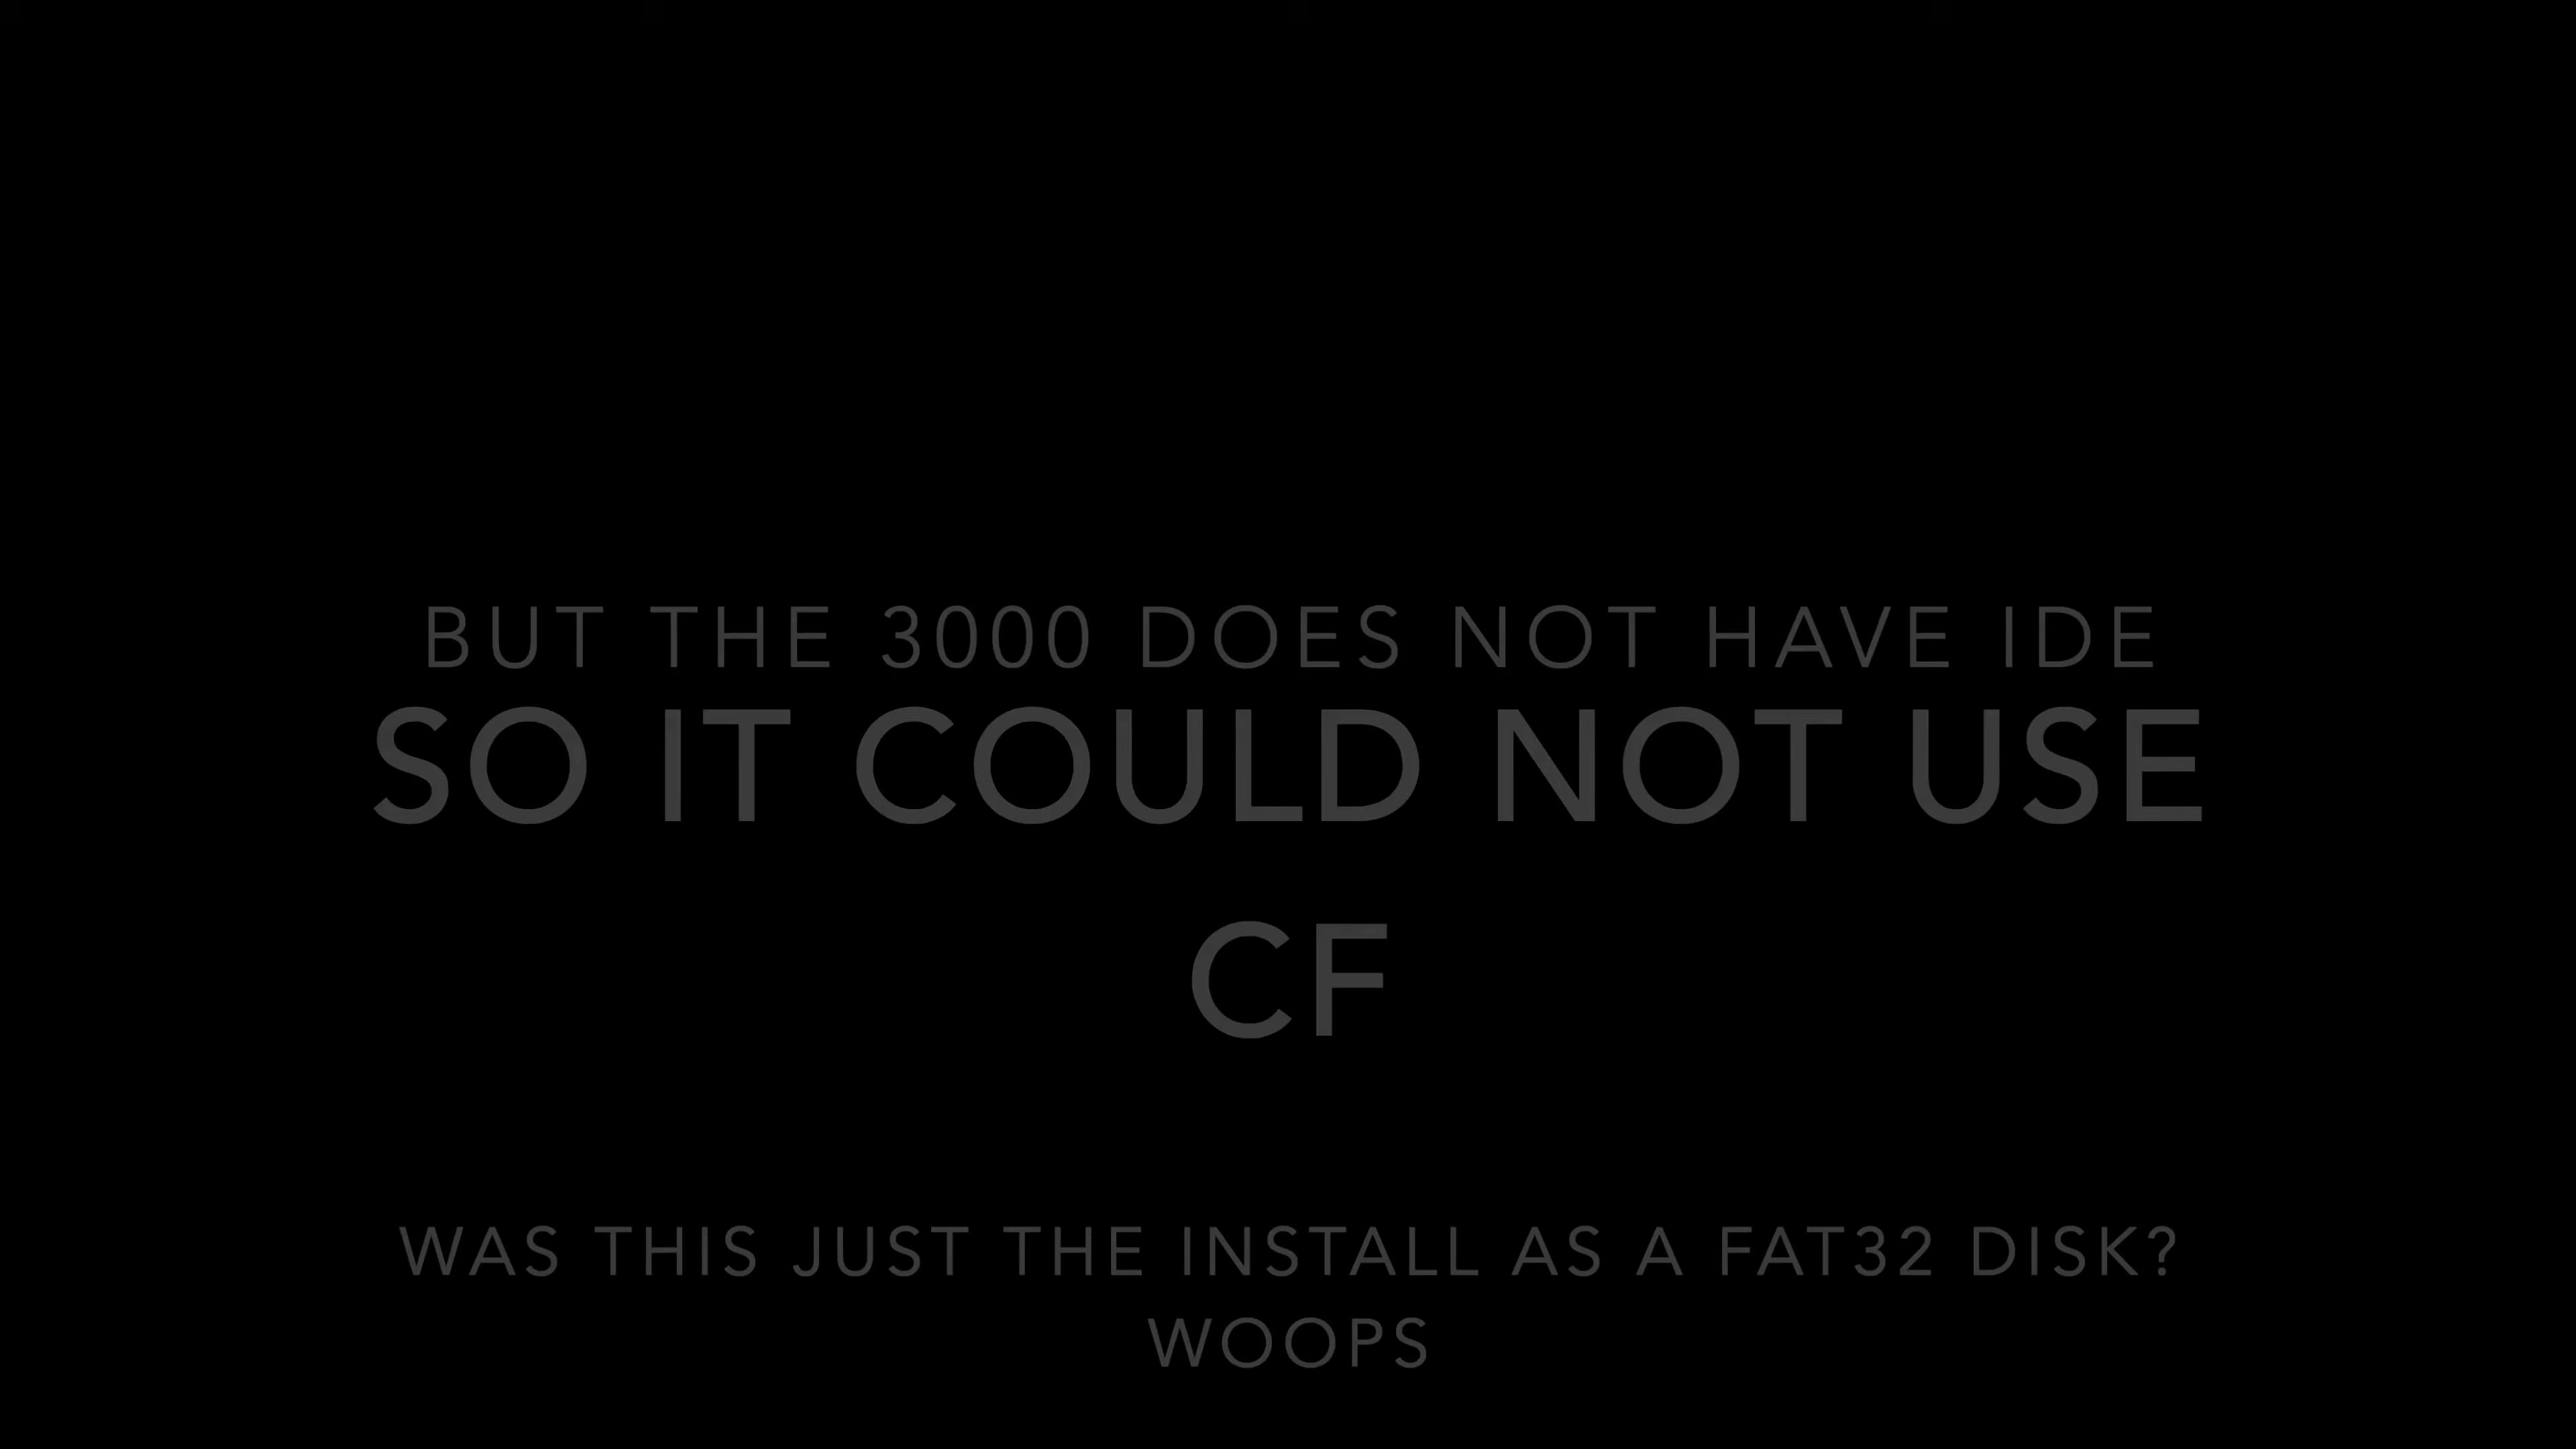 BUT THE 3000 DOES NOT HAVE IDE
SO IT COULD NOT USE
CF
WAS THIS JUST THE INSTALL AS A FAT32 DISK?
WOOPS